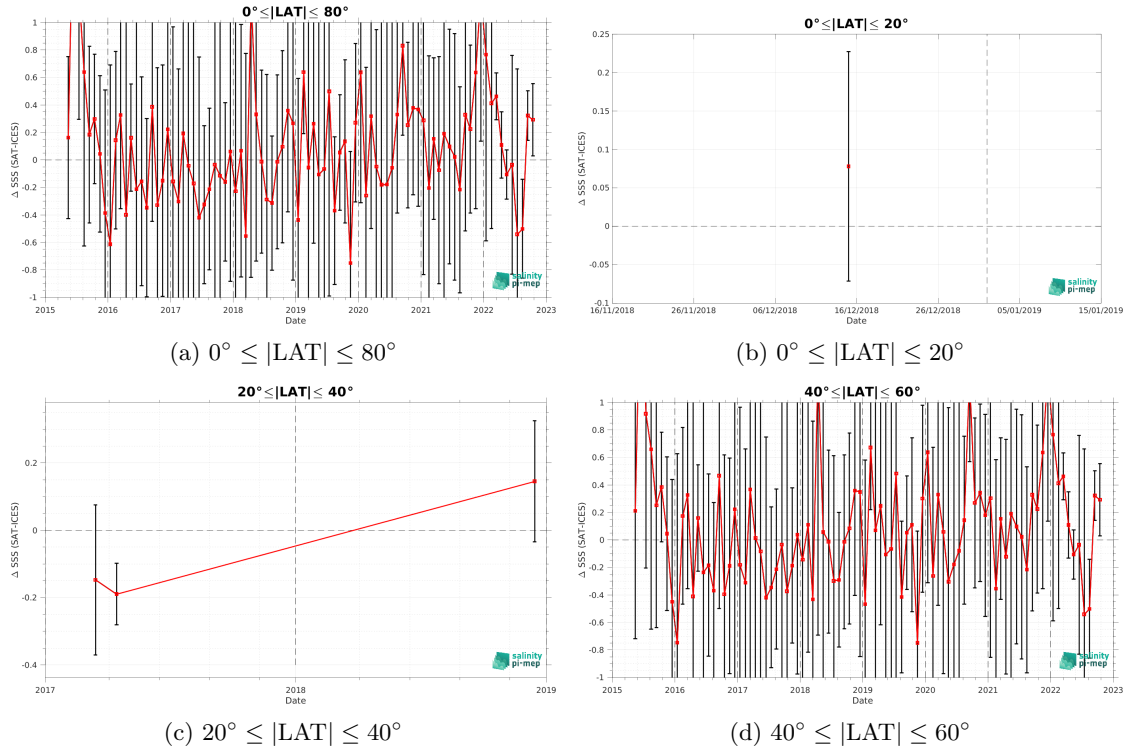 0°≤|LAT|≤ 80°
1
0.8
0.6
0.4
0.2
0
-0.2
-0.4
-0.6
-0.8
-1
Δ SSS (SAT-ICES)
2015 2016 2017 2018 2019 2020 2021 2022 2023
Date
salinity
pi-mep
(a) 0° ≤ |LAT| ≤ 80°
0°≤|LAT|≤ 20°
0.25
0.2
0.15
0.1
0.05
0
-0.05
-0.1
Δ SSS (SAT-ICES)
16/11/2018 26/11/2018 06/12/2018 16/12/2018 26/12/2018 05/01/2019 15/01/2019
Date
salinity
pi-mep
(b) 0° ≤ |LAT| ≤ 20°
20°≤|LAT|≤ 40°
0.2
0
-0.2
-0.4
Δ SSS (SAT-ICES)
2017 2018 2019
Date
salinity
pi-mep
(c) 20° ≤ |LAT| ≤ 40°
40°≤|LAT|≤ 60°
1
0.8
0.6
0.4
0.2
0
-0.2
-0.4
-0.6
-0.8
-1
Δ SSS (SAT-ICES)
2015 2016 2017 2018 2019 2020 2021 2022 2023
Date
salinity
pi-mep
(d) 40° ≤ |LAT| ≤ 60°